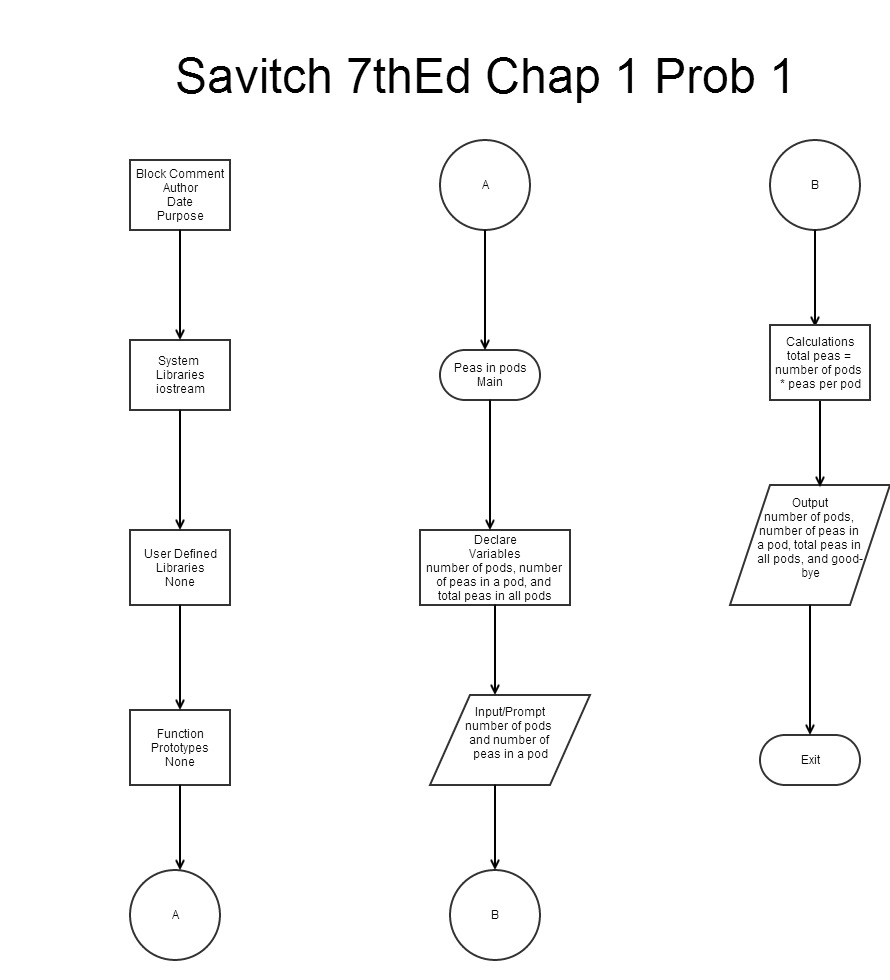 Savitch 7thEd Chap 1 Prob 1
Block Comment
Author
Date
Purpose
System
Libraries
iostream
User Defined
Libraries
None
Function
Prototypes
None
A
A
Peas in pods
Main
Declare
Variables
number of pods, number
of peas in a pod, and
total peas in all pods
Input/Prompt
number of pods
and number of
peas in a pod
B
B
Calculations
total peas =
number of pods
* peas per pod
Output
number of pods,
number of peas in
a pod, total peas in
all pods, and good-
bye
Exit